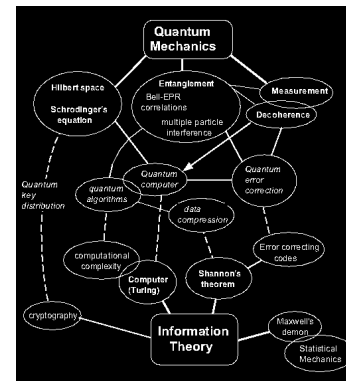 Quantum
Mechanics
Hilbert space
Schrodinger's
equation
Entanglement
Bell-EPR
correlations
multiple particle
interference
Measurement
Decoherence
Quantum
key
distribution
quantum
algorithms
Quantum
computer
Quantum
error
correction
data
compression
computational
complexity
Computer
(Turing)
Shannon's
theorem
Error correcting
codes
cryptography
Information
Theory
Maxwell's
demon
Statistical
Mechanics